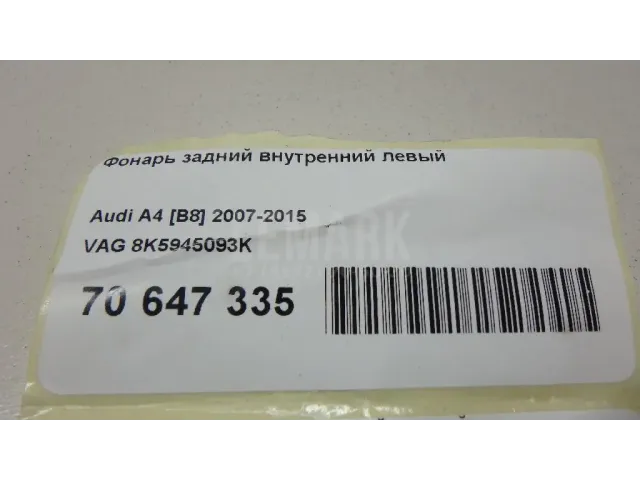 Фонарь задний внутренний левый
Audi A4 [B8] 2007-2015
VAG 8K5945093K
70 647 335